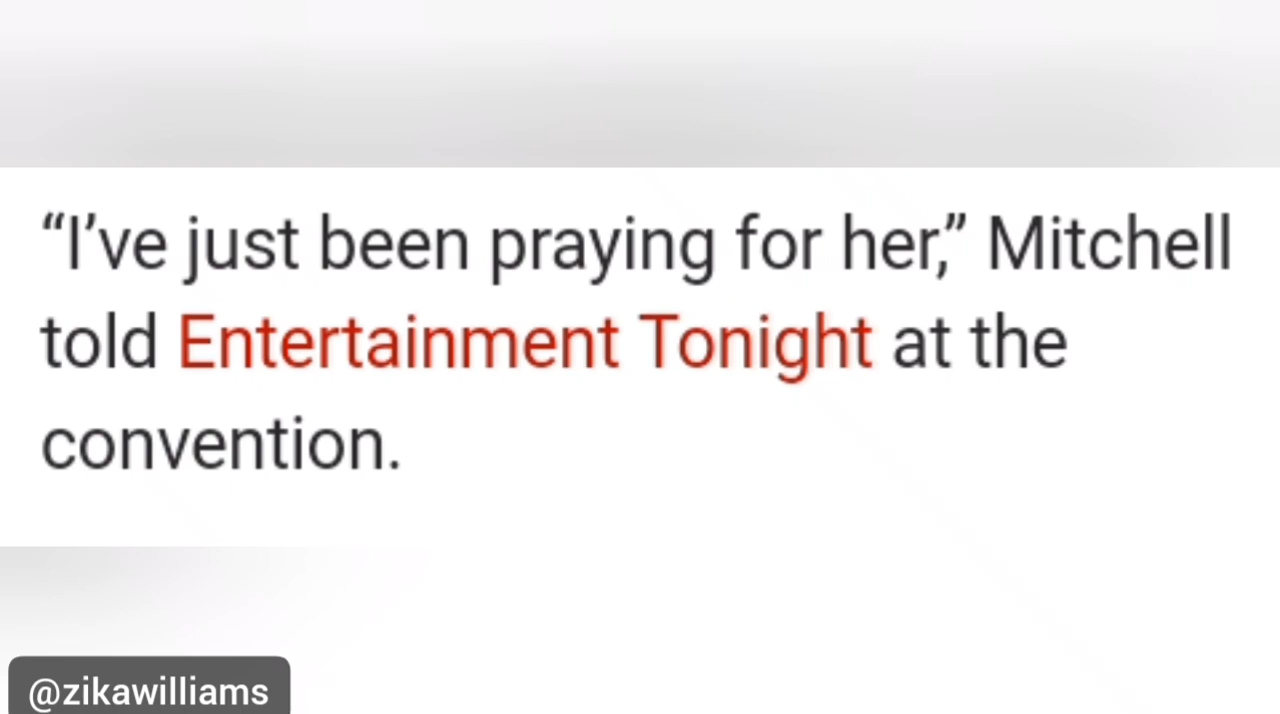 “I’ve just been praying for her,” Mitchell
told Entertainment Tonight at the
convention.
@zikawilliams